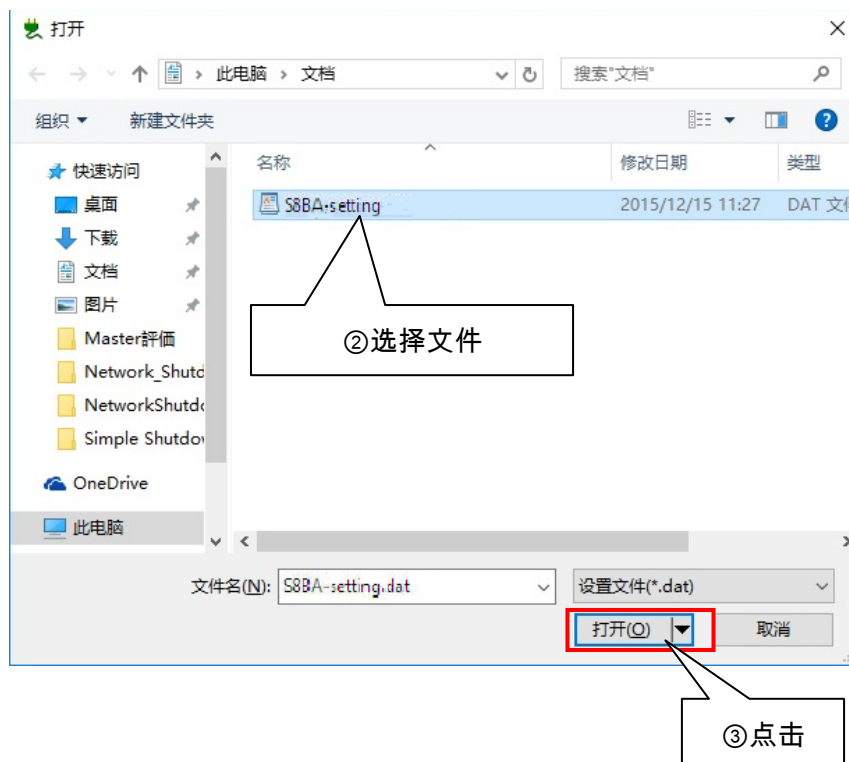 打开
此电脑 › 文档
搜索"文档"
组织
新建文件夹
名称
修改日期
类型
快速访问
桌面
下载
文档
图片
Master評価
Network_Shutd
NetworkShutdo
Simple Shutdov
OneDrive
此电脑
S8BA-setting
2015/12/15 11:27
DAT 文件
②选择文件
文件名(N):
S8BA-setting.dat
设置文件(*.dat)
打开(O)
取消
③点击